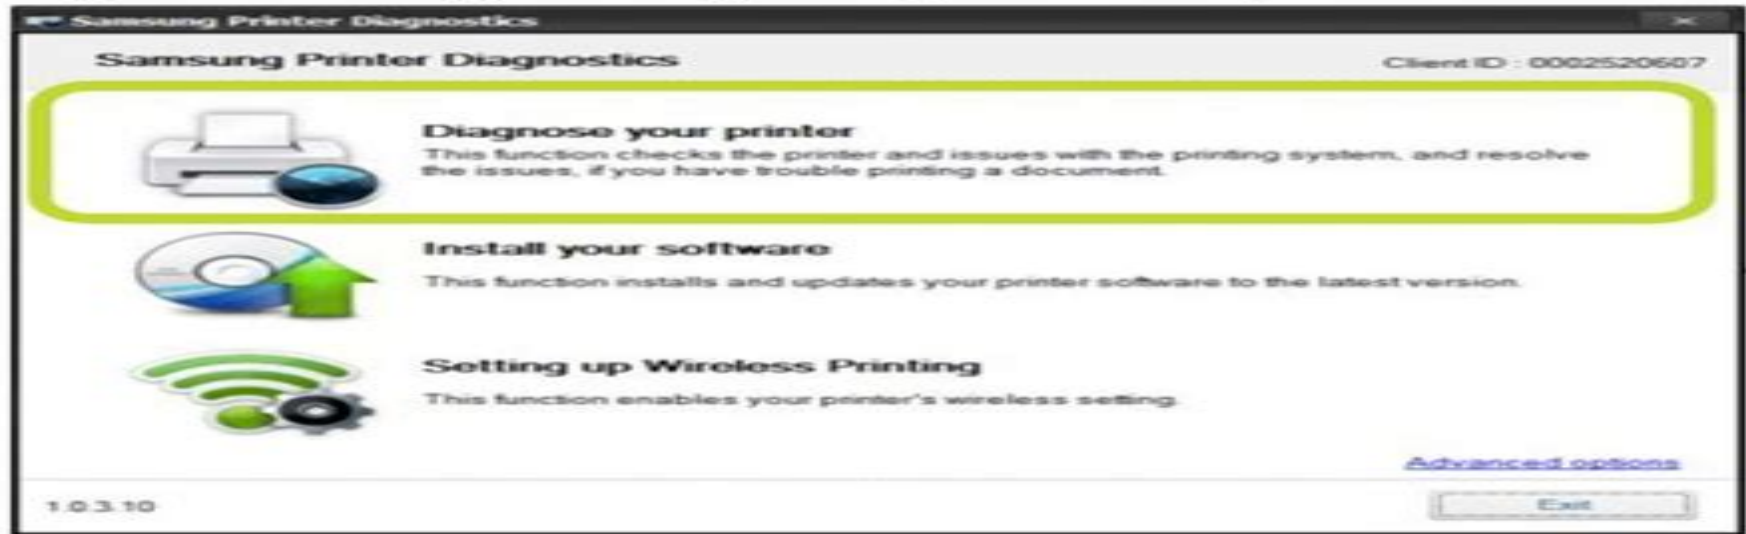 Samsung Printer Diagnostics
Samsung Printer Diagnostics
Client ID : 0002520607
Diagnose your printer
This function checks the printer and issues with the printing system, and resolve
the issues, if you have trouble printing a document.
Install your software
This function installs and updates your printer software to the latest version.
Setting up Wireless Printing
This function enables your printer's wireless setting.
Advanced options
1.0.3.10
Exit